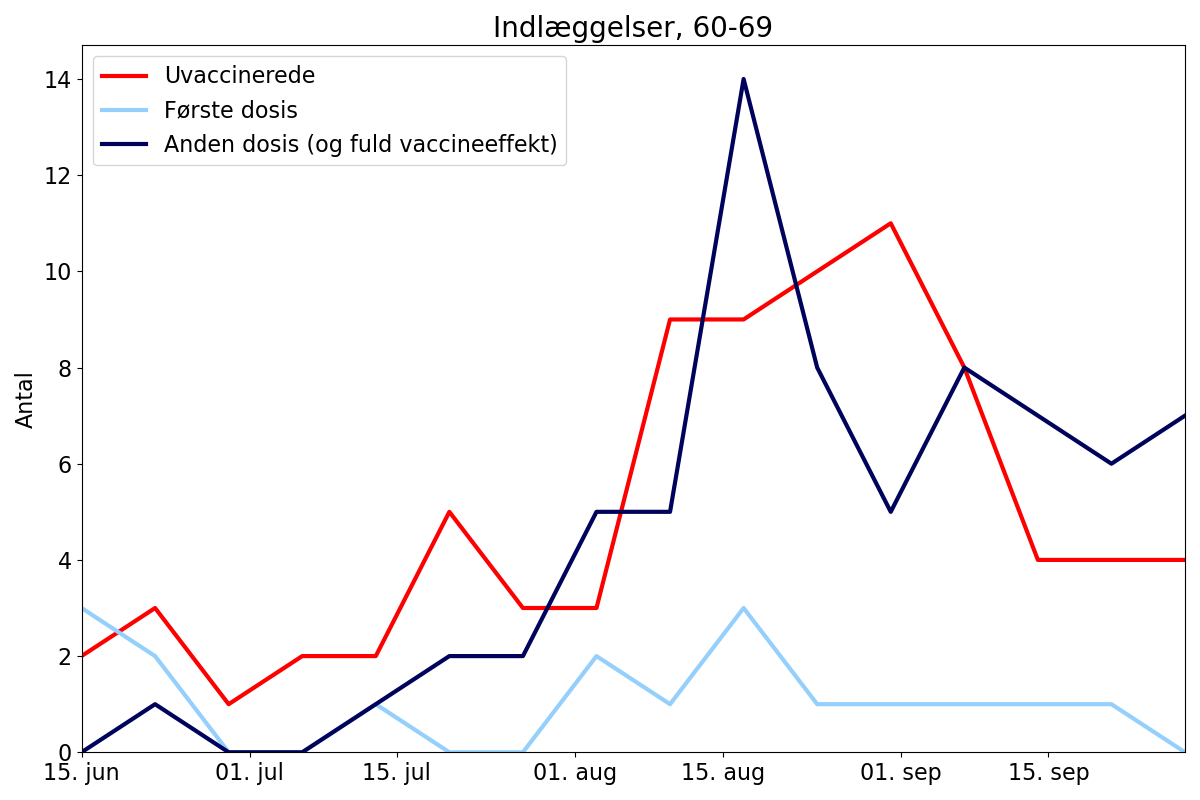 Indlæggelser, 60-69
Uvaccinerede
Første dosis
Anden dosis (og fuld vaccineeffekt)
Antal
14
12
10
8
6
4
2
0
15. jun
01. jul
15. jul
01. aug
15. aug
01. sep
15. sep